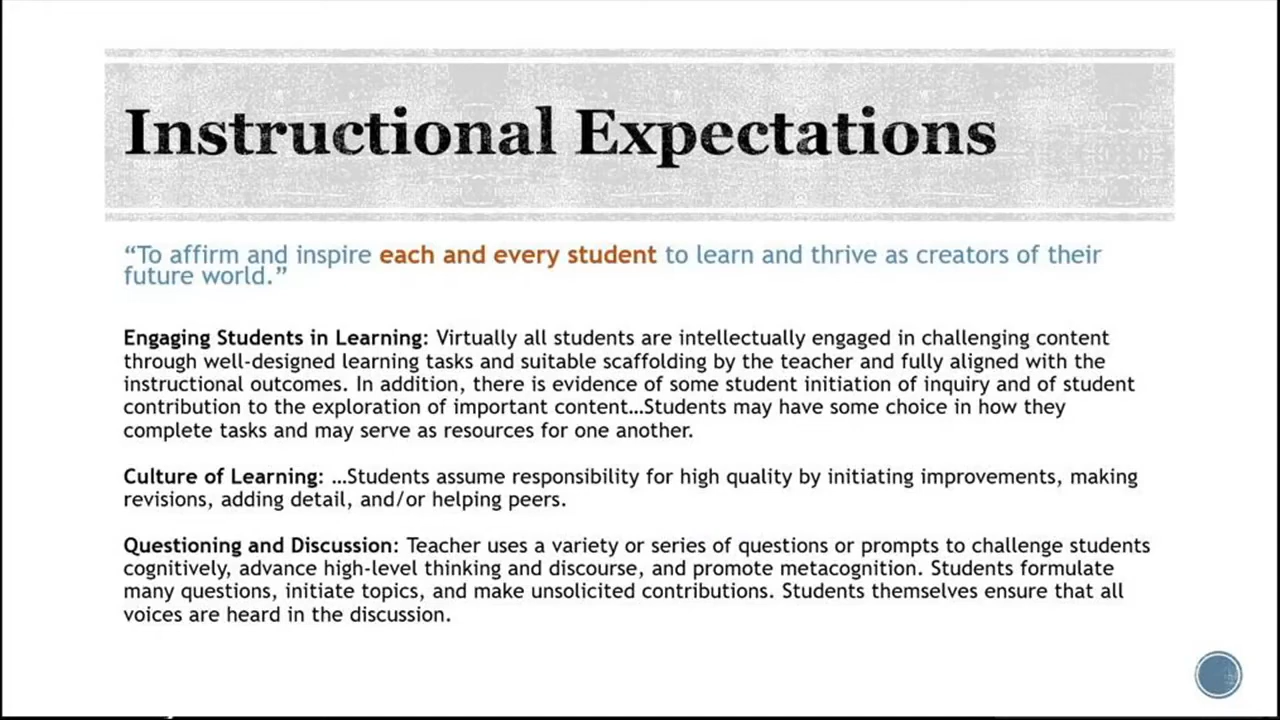 Instructional Expectations
“To affirm and inspire each and every student to learn and thrive as creators of their
future world.”
Engaging Students in Learning: Virtually all students are intellectually engaged in challenging content
through well-designed learning tasks and suitable scaffolding by the teacher and fully aligned with the
instructional outcomes. In addition, there is evidence of some student initiation of inquiry and of student
contribution to the exploration of important content…Students may have some choice in how they
complete tasks and may serve as resources for one another.
Culture of Learning: …Students assume responsibility for high quality by initiating improvements, making
revisions, adding detail, and/or helping peers.
Questioning and Discussion: Teacher uses a variety or series of questions or prompts to challenge students
cognitively, advance high-level thinking and discourse, and promote metacognition. Students formulate
many questions, initiate topics, and make unsolicited contributions. Students themselves ensure that all
voices are heard in the discussion.